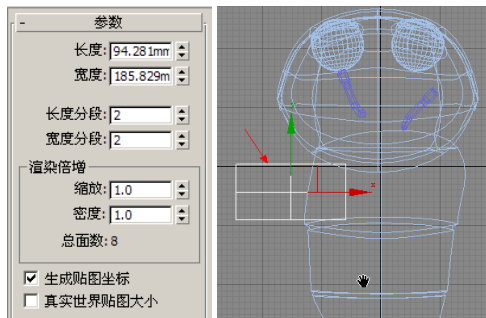 - 参数
长度: 94.281mm
宽度: 185.829m
长度分段: 2
宽度分段: 2
渲染倍增
缩放: 1.0
密度: 1.0
总面数: 8
生成贴图坐标
真实世界贴图大小
x